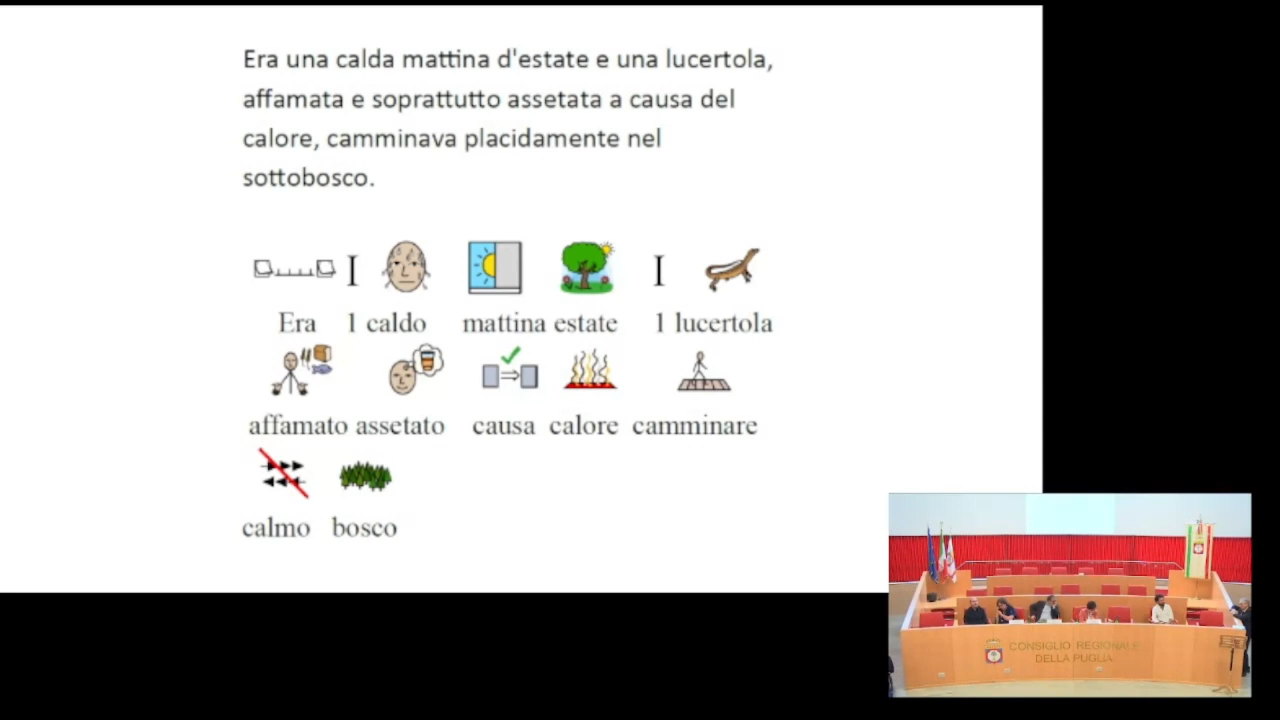 Era una calda mattina d'estate e una lucertola,
affamata e soprattutto assetata a causa del
calore, camminava placidamente nel
sottobosco.
Era 1 caldo mattina estate 1 lucertola
affamato assetato causa calore camminare
calmo bosco
CONSIGLIO REGIONALE
DELLA PUGLIA